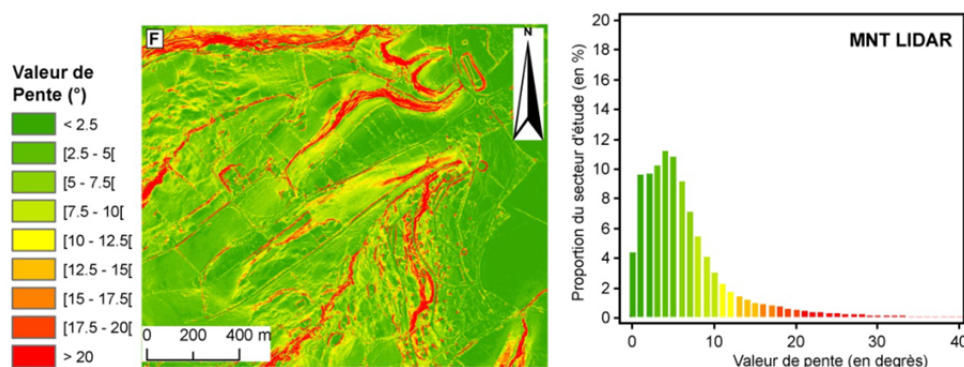 Valeur de
Pente (°)
< 2.5
[2.5 - 5[
[5 - 7.5[
[7.5 - 10[
[10 - 12.5[
[12.5 - 15[
[15 - 17.5[
[17.5 - 20[
> 20
F
N
0 200 400 m
MNT LIDAR
Proportion du secteur d'étude (en %)
20
18
16
14
12
10
8
6
4
2
0
0 10 20 30 40
Valeur de pente (en degrès)